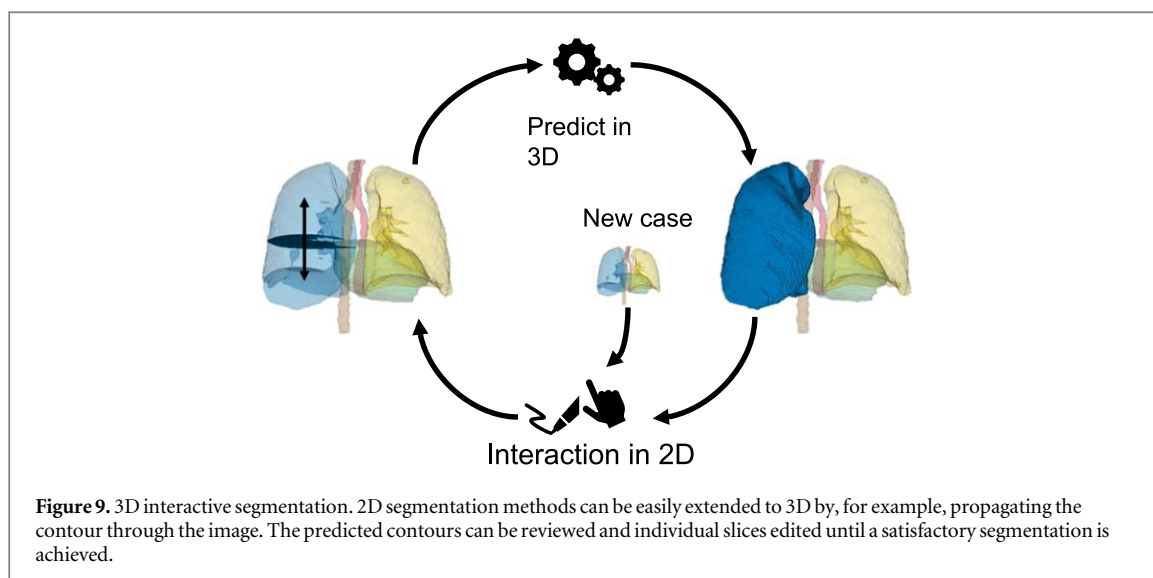 Predict in
3D
New case
Interaction in 2D
Figure 9. 3D interactive segmentation. 2D segmentation methods can be easily extended to 3D by, for example, propagating the
contour through the image. The predicted contours can be reviewed and individual slices edited until a satisfactory segmentation is
achieved.